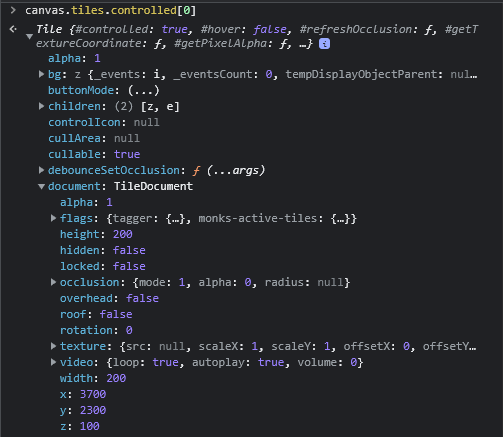 canvas.tiles.controlled[0]
Tile {#controlled: true, #hover: false, #refreshOcclusion: ƒ, #getT
extureCoordinate: ƒ, #getPixelAlpha: ƒ, …} i
alpha: 1
bg: z {_events: i, _eventsCount: 0, tempDisplayObjectParent: nul…
buttonMode: (...)
children: (2) [z, e]
controlIcon: null
cullArea: null
cullable: true
debounceSetOcclusion: ƒ (...args)
document: TileDocument
alpha: 1
flags: {tagger: {…}, monks-active-tiles: {…}}
height: 200
hidden: false
locked: false
occlusion: {mode: 1, alpha: 0, radius: null}
overhead: false
roof: false
rotation: 0
texture: {src: null, scaleX: 1, scaleY: 1, offsetX: 0, offsetY…
video: {loop: true, autoplay: true, volume: 0}
width: 200
x: 3700
y: 2300
z: 100